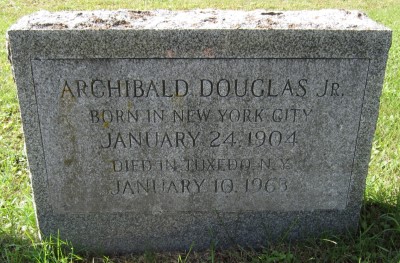 ARCHIBALD DOUGLAS JR.
BORN IN NEW YORK CITY
JANUARY 24, 1904
DIED IN TUXEDO N.Y.
JANUARY 10, 1963